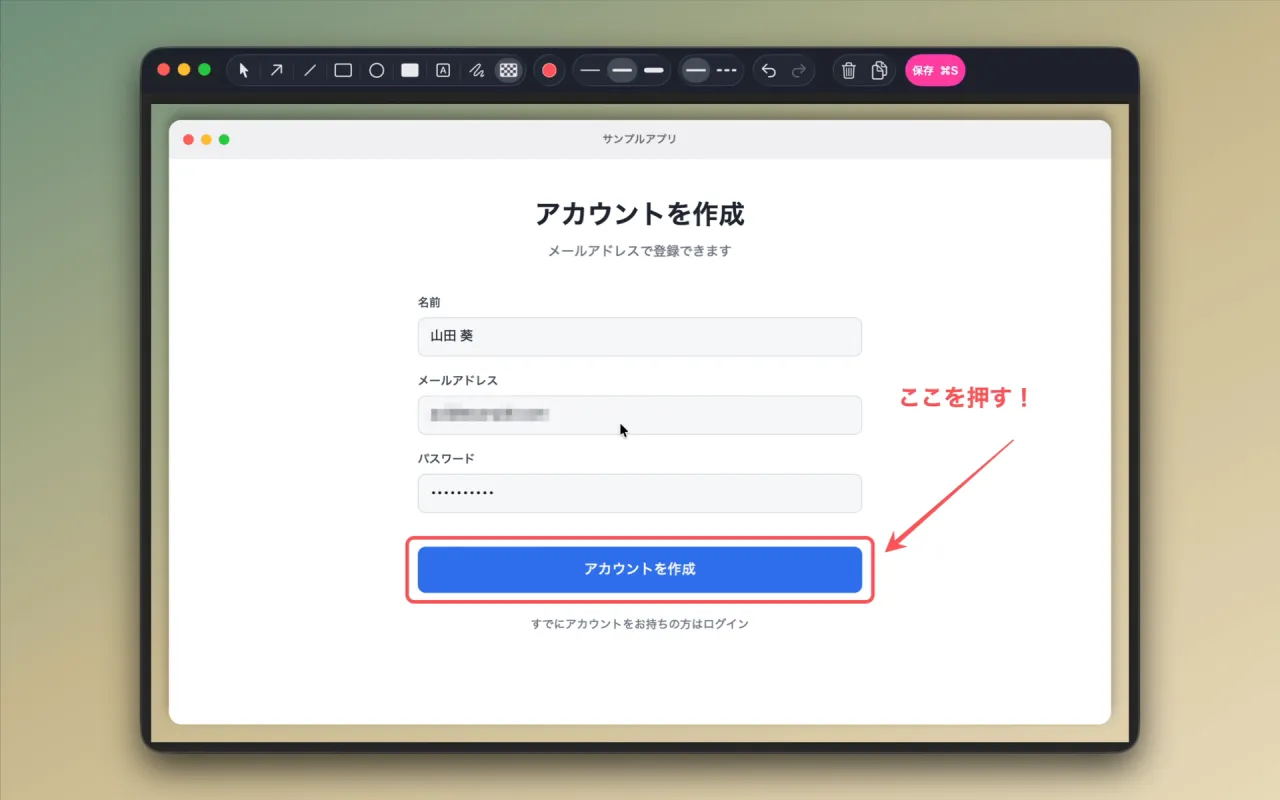 A
保存 ⌘S
サンプルアプリ
アカウントを作成
メールアドレスで登録できます
名前
山田 葵
メールアドレス
ここを押す！
パスワード
••••••••••
アカウントを作成
すでにアカウントをお持ちの方はログイン